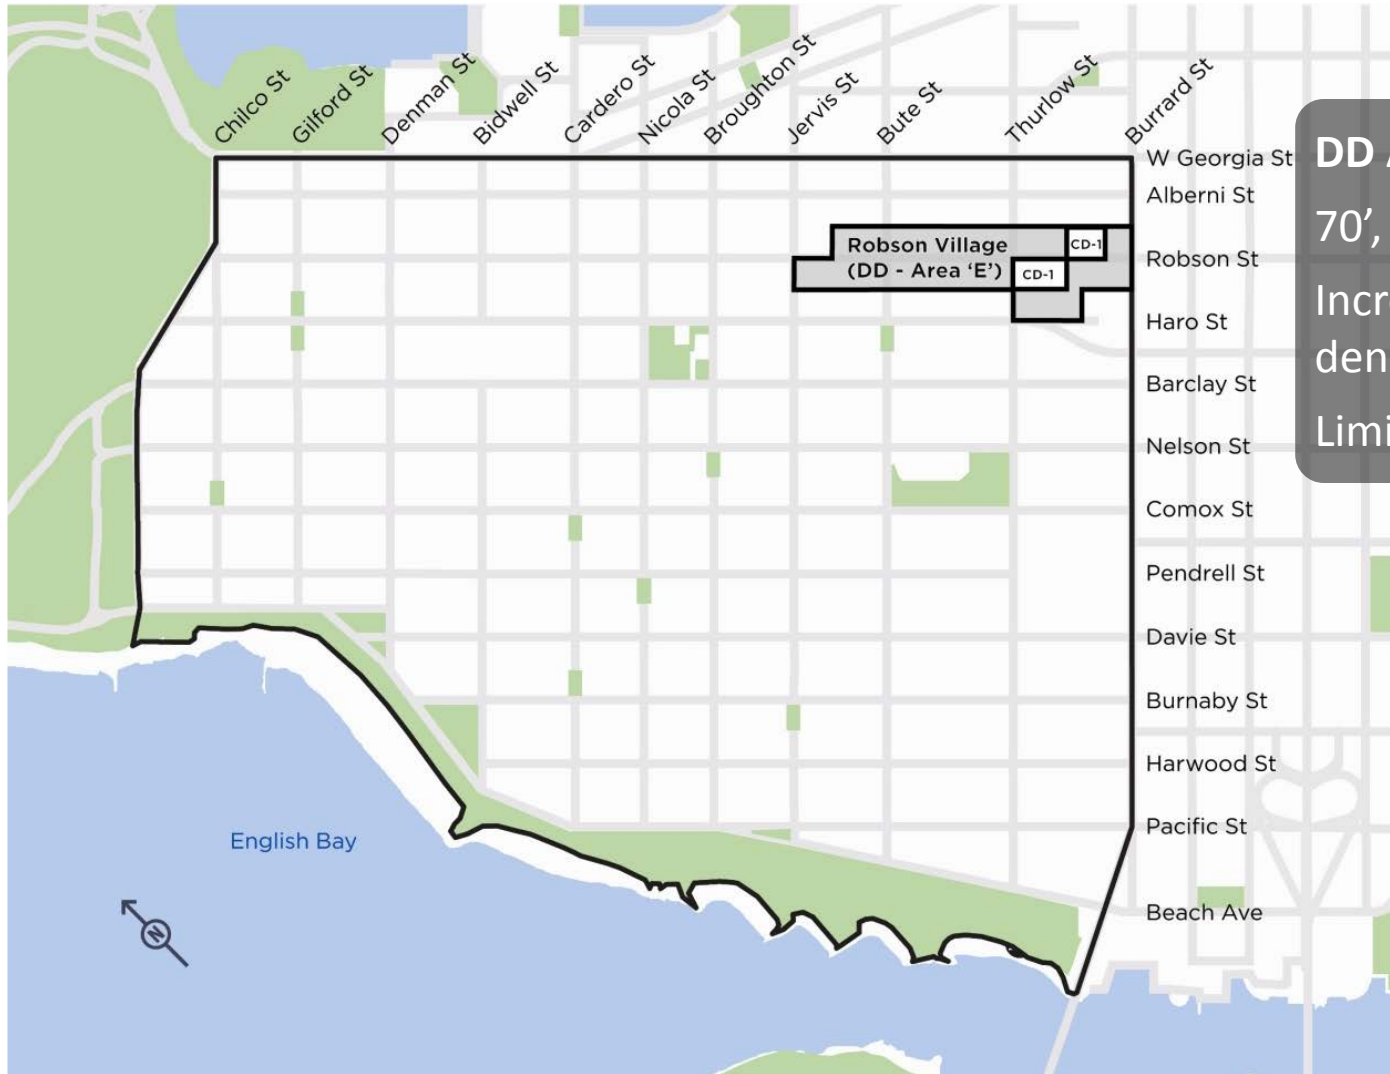 Chilco St
Gilford St
Denman St
Bidwell St
Cardero St
Nicola St
Broughton St
Jervis St
Bute St
Thurlow St
Burrard St
W Georgia St
Alberni St
Robson St
Haro St
Barclay St
Nelson St
Comox St
Pendrell St
Davie St
Burnaby St
Harwood St
Pacific St
Beach Ave
Robson Village
(DD - Area ‘E’)
CD-1
CD-1
DD
70’,
English Bay
N